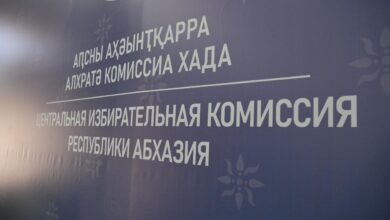 АԤСНЫ АҲӘЫНҬҚАРРА
АЛХРАТӘ КОМИССИА ХАДА
ЦЕНТРАЛЬНАЯ ИЗБИРАТЕЛЬНАЯ КОМИССИЯ
РЕСПУБЛИКИ АБХАЗИЯ